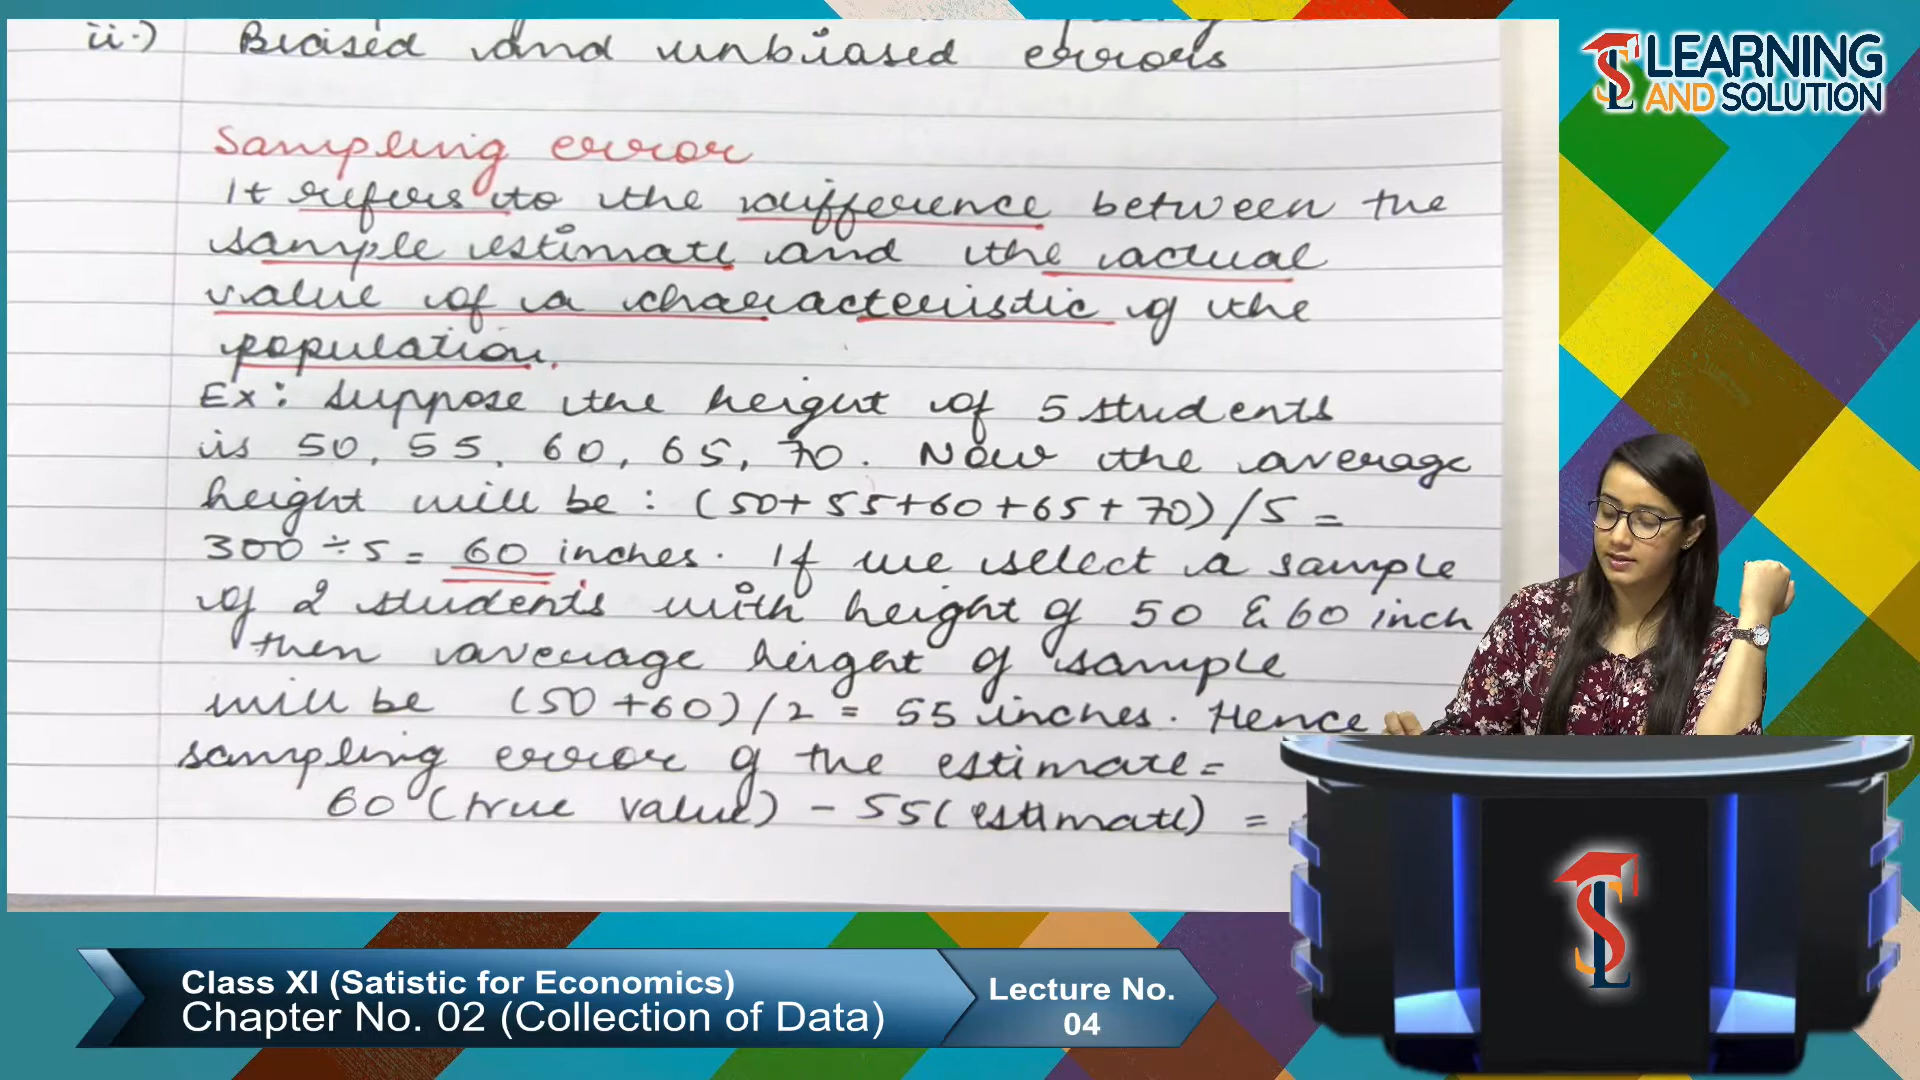 ii.) Biased and unbiased errors
Sampling error
It refers to the difference between the
sample estimate and the actual
value of a characteristic of the
population.
Ex: Suppose the height of 5 students
is 50, 55, 60, 65, 70. Now the average
height will be : (50+55+60+65+70)/5 =
300÷5 = 60 inches. If we select a sample
of 2 students with height of 50 & 60 inch
then average height of sample
will be (50+60)/2 = 55 inches. Hence
sampling error of the estimate=
60 (true value) - 55 (estimate) =
LEARNING
AND SOLUTION
Class XI (Satistic for Economics)
Chapter No. 02 (Collection of Data)
Lecture No.
04